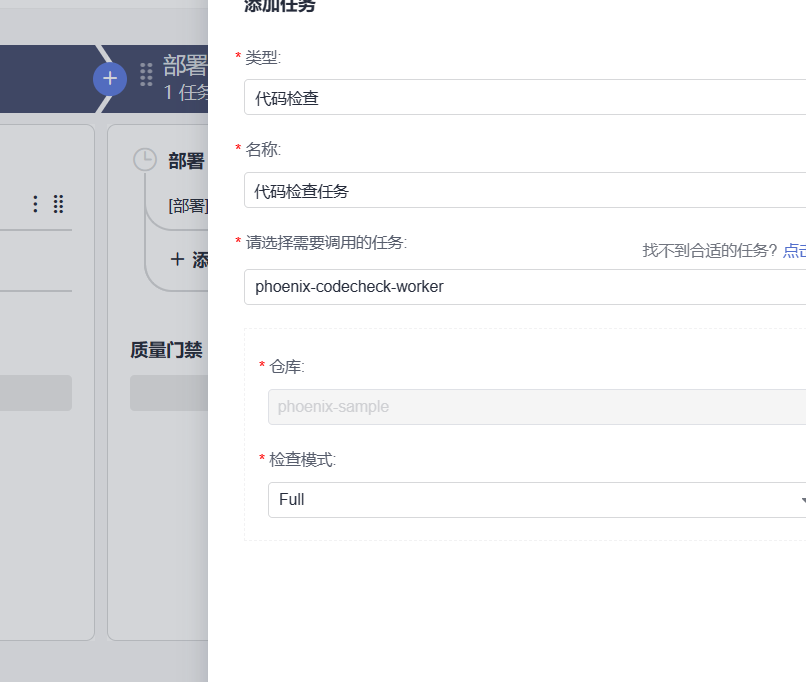 添加任务
部署
1 任务
* 类型:
代码检查
* 名称:
代码检查任务
部署
[部署]
+ 添
* 请选择需要调用的任务:
找不到合适的任务? 点击
phoenix-codecheck-worker
质量门禁
* 仓库:
phoenix-sample
* 检查模式:
Full